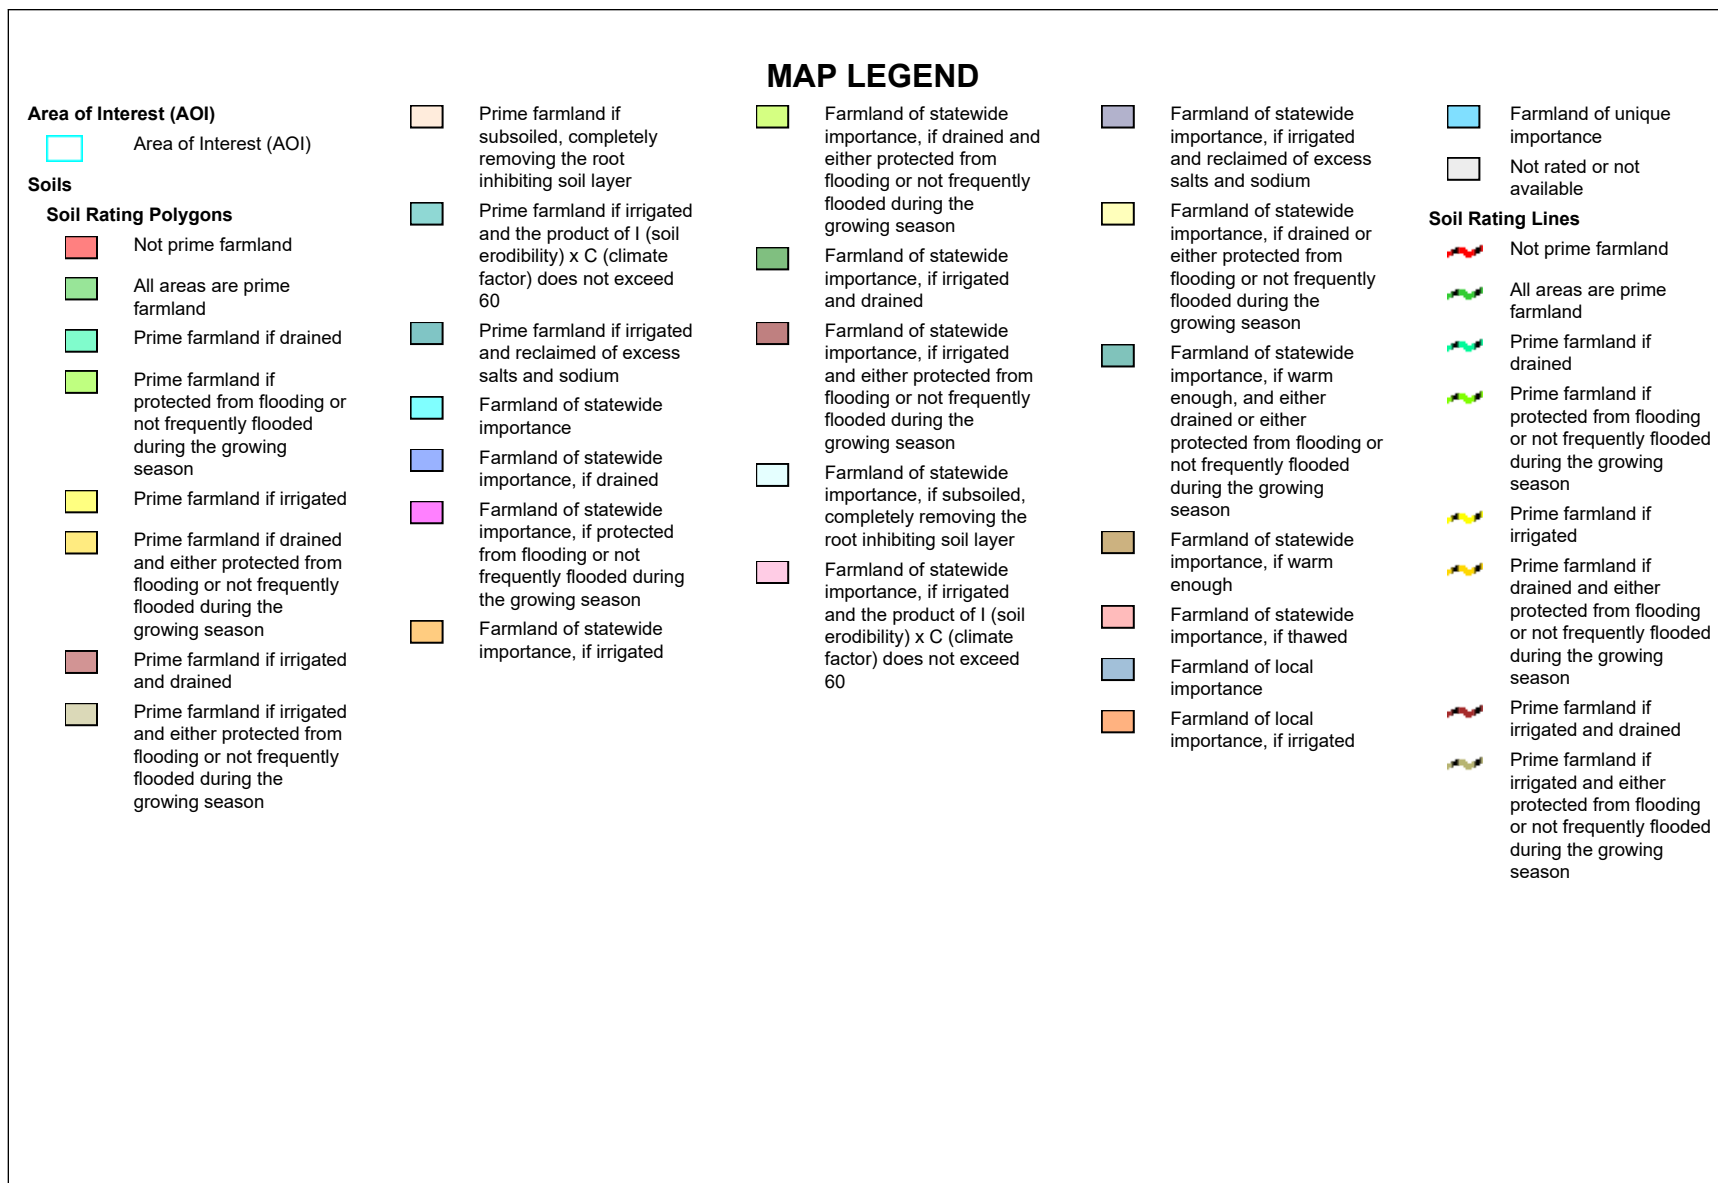 MAP LEGEND
Area of Interest (AOI)
Area of Interest (AOI)
Soils
Soil Rating Polygons
Not prime farmland
All areas are prime
farmland
Prime farmland if drained
Prime farmland if
protected from flooding or
not frequently flooded
during the growing
season
Prime farmland if irrigated
Prime farmland if drained
and either protected from
flooding or not frequently
flooded during the
growing season
Prime farmland if irrigated
and drained
Prime farmland if irrigated
and either protected from
flooding or not frequently
flooded during the
growing season
Prime farmland if
subsoiled, completely
removing the root
inhibiting soil layer
Prime farmland if irrigated
and the product of I (soil
erodibility) x C (climate
factor) does not exceed
60
Prime farmland if irrigated
and reclaimed of excess
salts and sodium
Farmland of statewide
importance
Farmland of statewide
importance, if drained
Farmland of statewide
importance, if protected
from flooding or not
frequently flooded during
the growing season
Farmland of statewide
importance, if irrigated
Farmland of statewide
importance, if drained and
either protected from
flooding or not frequently
flooded during the
growing season
Farmland of statewide
importance, if irrigated
and drained
Farmland of statewide
importance, if irrigated
and either protected from
flooding or not frequently
flooded during the
growing season
Farmland of statewide
importance, if subsoiled,
completely removing the
root inhibiting soil layer
Farmland of statewide
importance, if irrigated
and the product of I (soil
erodibility) x C (climate
factor) does not exceed
60
Farmland of statewide
importance, if irrigated
and reclaimed of excess
salts and sodium
Farmland of statewide
importance, if drained or
either protected from
flooding or not frequently
flooded during the
growing season
Farmland of statewide
importance, if warm
enough, and either
drained or either
protected from flooding or
not frequently flooded
during the growing
season
Farmland of statewide
importance, if warm
enough
Farmland of statewide
importance, if thawed
Farmland of local
importance
Farmland of local
importance, if irrigated
Farmland of unique
importance
Not rated or not
available
Soil Rating Lines
Not prime farmland
All areas are prime
farmland
Prime farmland if
drained
Prime farmland if
protected from flooding
or not frequently flooded
during the growing
season
Prime farmland if
irrigated
Prime farmland if
drained and either
protected from flooding
or not frequently flooded
during the growing
season
Prime farmland if
irrigated and drained
Prime farmland if
irrigated and either
protected from flooding
or not frequently flooded
during the growing
season